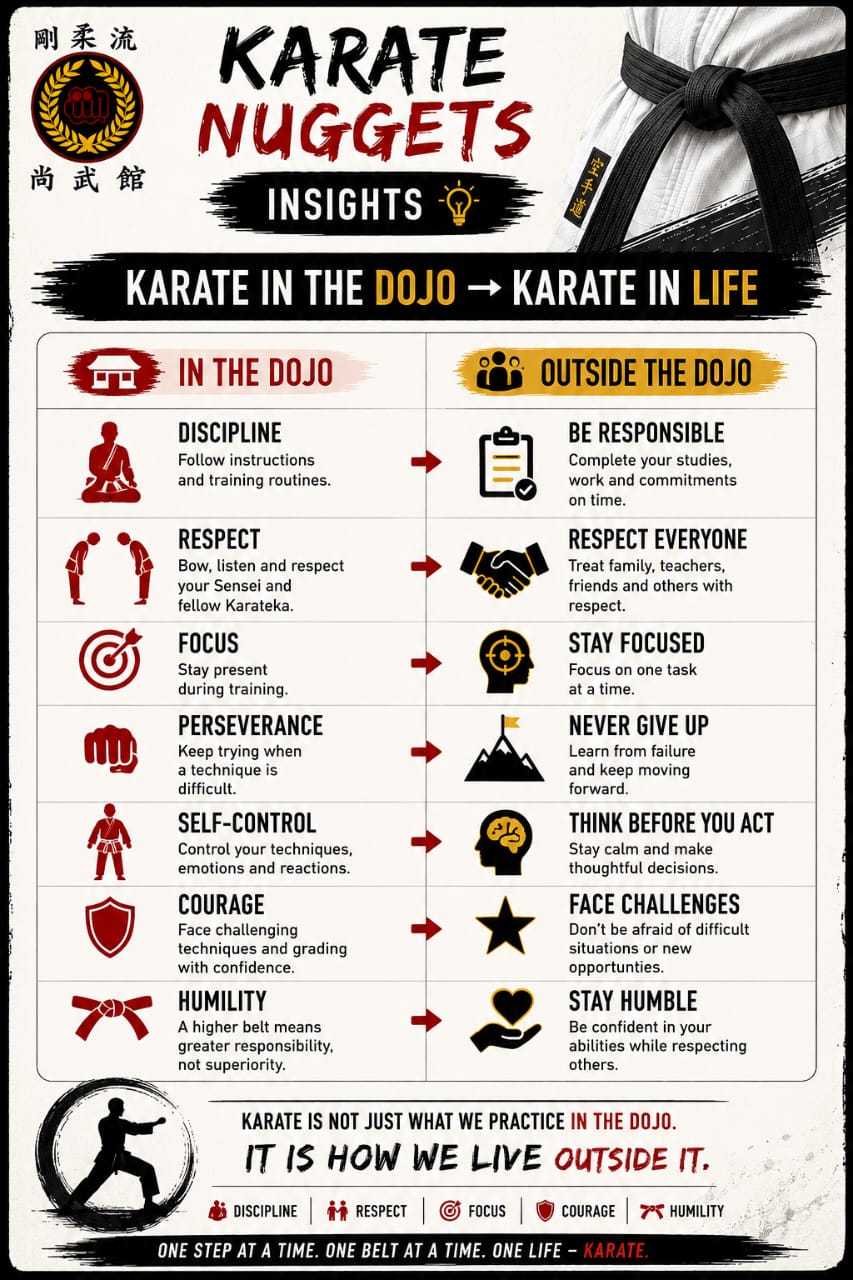 剛柔流
尚武館
KARATE
NUGGETS
INSIGHTS
空手道
KARATE IN THE DOJO → KARATE IN LIFE
IN THE DOJO
OUTSIDE THE DOJO
DISCIPLINE
Follow instructions
and training routines.
BE RESPONSIBLE
Complete your studies,
work and commitments
on time.
RESPECT
Bow, listen and respect
your Sensei and
fellow Karateka.
RESPECT EVERYONE
Treat family, teachers,
friends and others with
respect.
FOCUS
Stay present
during training.
STAY FOCUSED
Focus on one task
at a time.
PERSEVERANCE
Keep trying when
a technique is
difficult.
NEVER GIVE UP
Learn from failure
and keep moving
forward.
SELF-CONTROL
Control your techniques,
emotions and reactions.
THINK BEFORE YOU ACT
Stay calm and make
thoughtful decisions.
COURAGE
Face challenging
techniques and grading
with confidence.
FACE CHALLENGES
Don't be afraid of difficult
situations or new
opportunties.
HUMILITY
A higher belt means
greater responsibility,
not superiority.
STAY HUMBLE
Be confident in your
abilities while respecting
others.
KARATE IS NOT JUST WHAT WE PRACTICE IN THE DOJO.
IT IS HOW WE LIVE OUTSIDE IT.
DISCIPLINE | RESPECT | FOCUS | COURAGE | HUMILITY
ONE STEP AT A TIME. ONE BELT AT A TIME. ONE LIFE – KARATE.